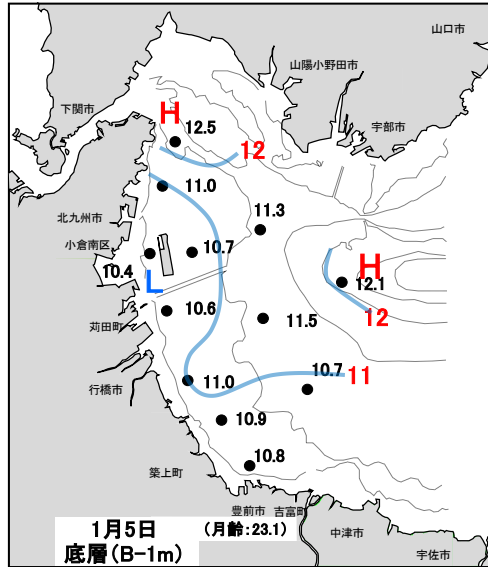 山口市
山陽小野田市
下関市
H
宇部市
12.5
12
11.0
北九州市
11.3
小倉南区
10.7
10.4
H
L
12.1
10.6
11.5
12
苅田町
10.7
11
11.0
行橋市
10.9
10.8
築上町
豊前市 吉富町
1月5日 (月齢:23.1)
中津市
底層(B-1m)
宇佐市